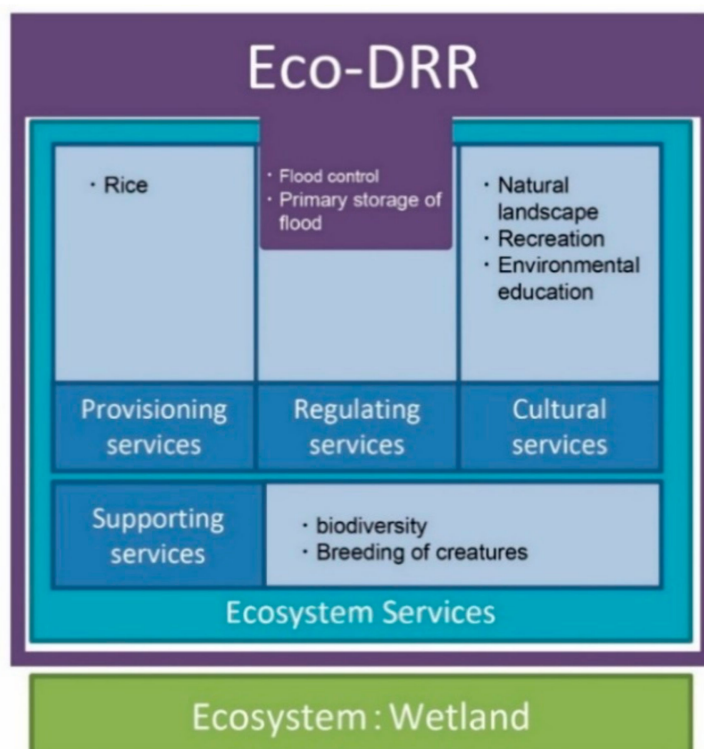 Eco-DRR
・Rice
・Flood control
・Primary storage of
flood
・Natural
landscape
・Recreation
・Environmental
education
Provisioning
services
Regulating
services
Cultural
services
Supporting
services
・biodiversity
・Breeding of creatures
Ecosystem Services
Ecosystem : Wetland